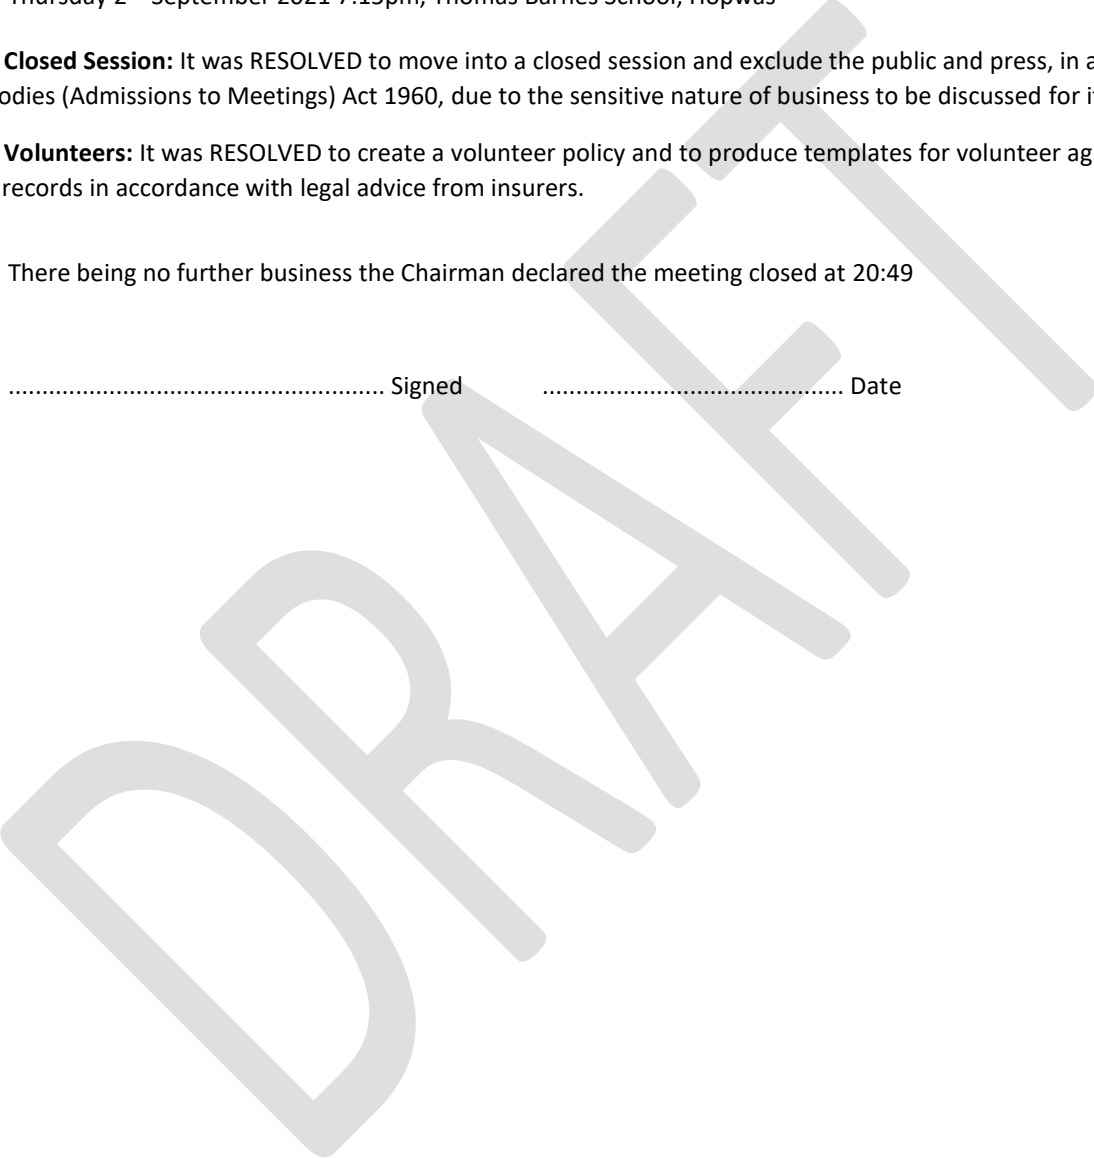 Thursday 2 September 2021 7:15pm, Thomas Barnes School, Hopwas
Closed Session: It was RESOLVED to move into a closed session and exclude the public and press, in a
odies (Admissions to Meetings) Act 1960, due to the sensitive nature of business to be discussed for i
Volunteers: It was RESOLVED to create a volunteer policy and to produce templates for volunteer ag
records in accordance with legal advice from insurers.
There being no further business the Chairman declared the meeting closed at 20:49
........................................................ Signed ............................................. Date
DRAFT